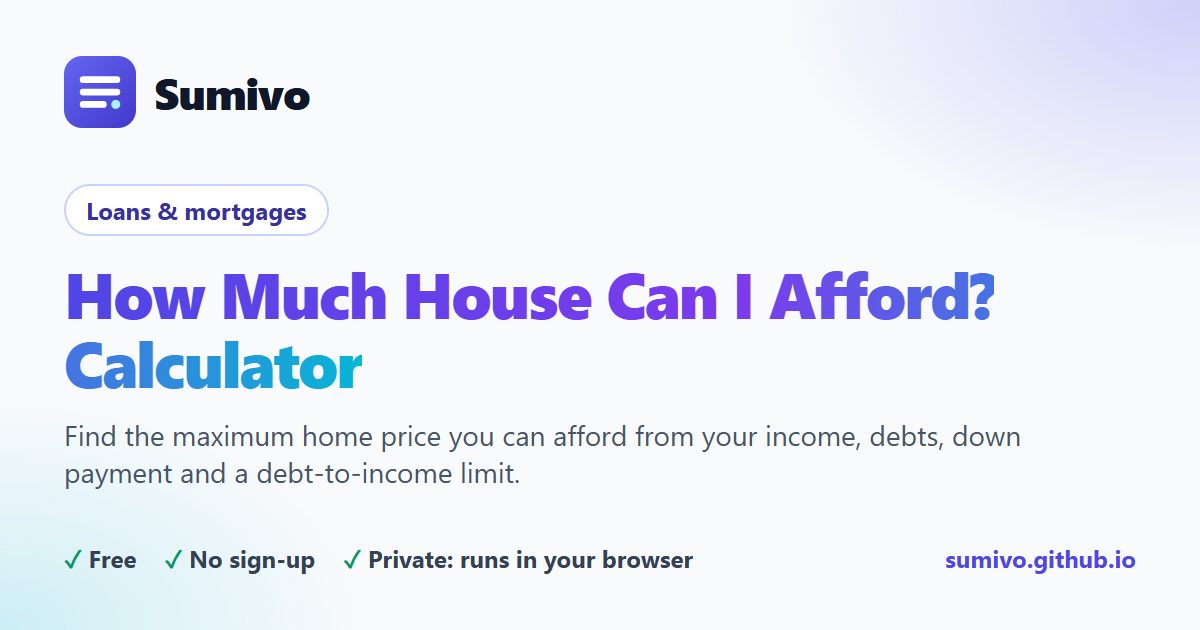 Sumivo
Loans & mortgages
How Much House Can I Afford?
Calculator
Find the maximum home price you can afford from your income, debts, down
payment and a debt-to-income limit.
✓ Free ✓ No sign-up ✓ Private: runs in your browser sumivo.github.io